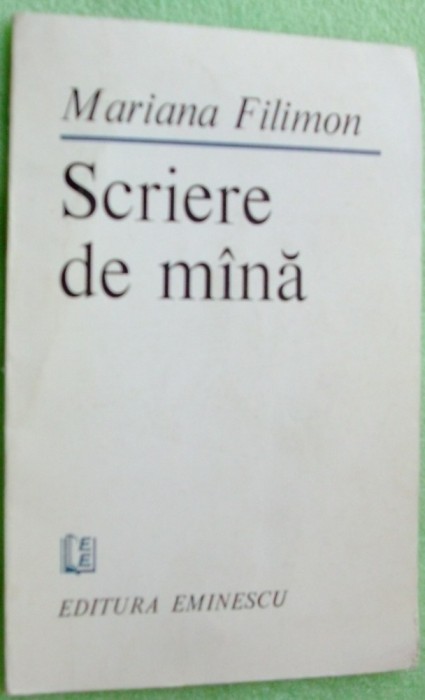 Mariana Filimon
Scriere
de mînă
EDITURA EMINESCU